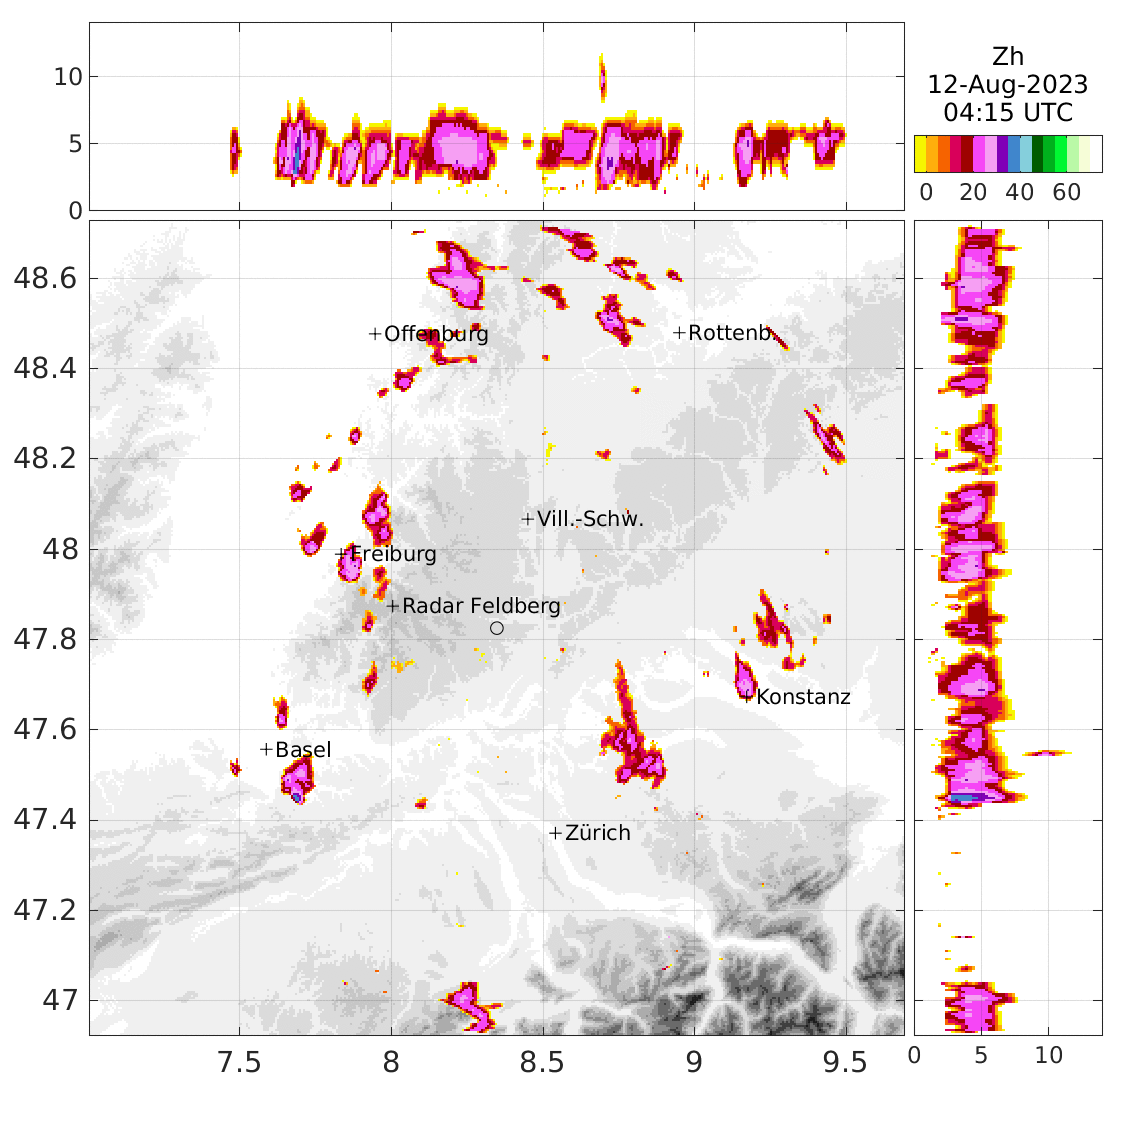 10
5
0
Zh
12-Aug-2023
04:15 UTC
0 20 40 60
48.6
48.4
48.2
48
47.8
47.6
47.4
47.2
47
Offenburg
Rottenb.
Vill.-Schw.
Freiburg
Radar Feldberg
Konstanz
Basel
Zürich
7.5 8 8.5 9 9.5
0 5 10